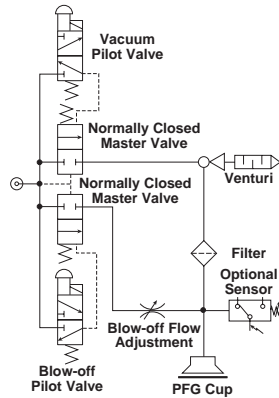 Vacuum
Pilot Valve
Normally Closed
Master Valve
Venturi
Normally Closed
Master Valve
Filter
Optional
Sensor
Blow-off Flow
Adjustment
Blow-off
Pilot Valve
PFG Cup